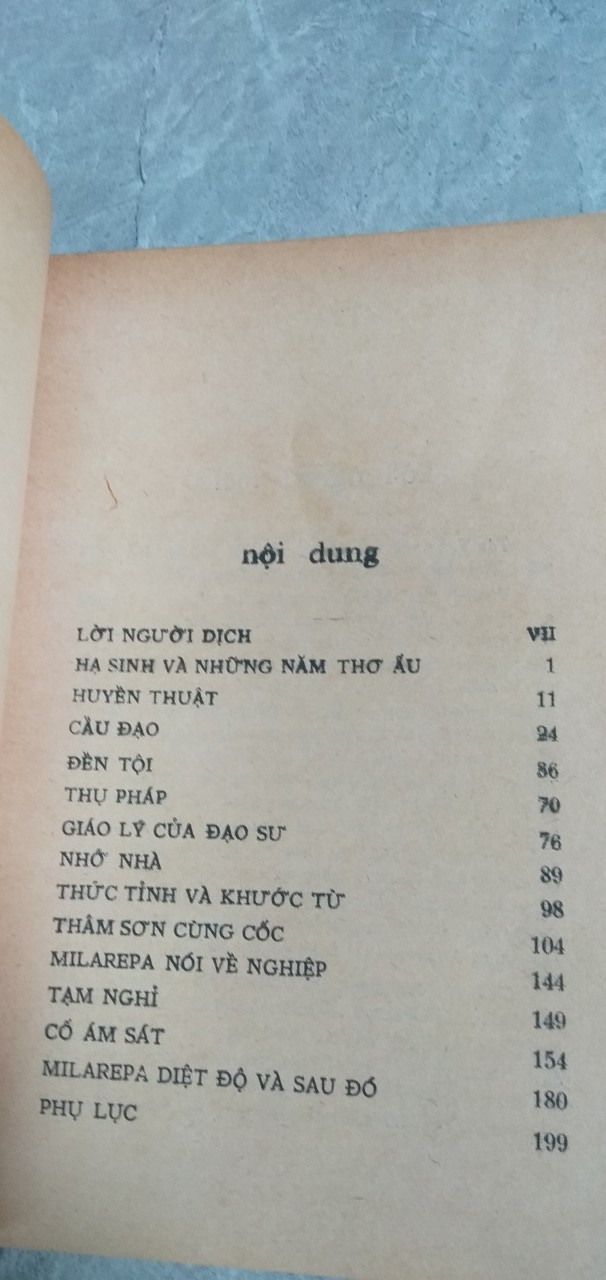 nội dung
LỜI NGƯỜI DỊCH VII
HẠ SINH VÀ NHỮNG NĂM THƠ ẤU 1
HUYỀN THUẬT 11
CẦU ĐẠO 24
ĐỀN TỘI 36
THỤ PHÁP 70
GIÁO LÝ CỦA ĐẠO SƯ 76
NHỚ NHÀ 89
THỨC TỈNH VÀ KHƯỚC TỪ 98
THÂM SƠN CÙNG CỐC 104
MILAREPA NÓI VỀ NGHIỆP 144
TẠM NGHỈ 149
CỐ ÁM SÁT 154
MILAREPA DIỆT ĐỘ VÀ SAU ĐÓ 180
PHỤ LỤC 199